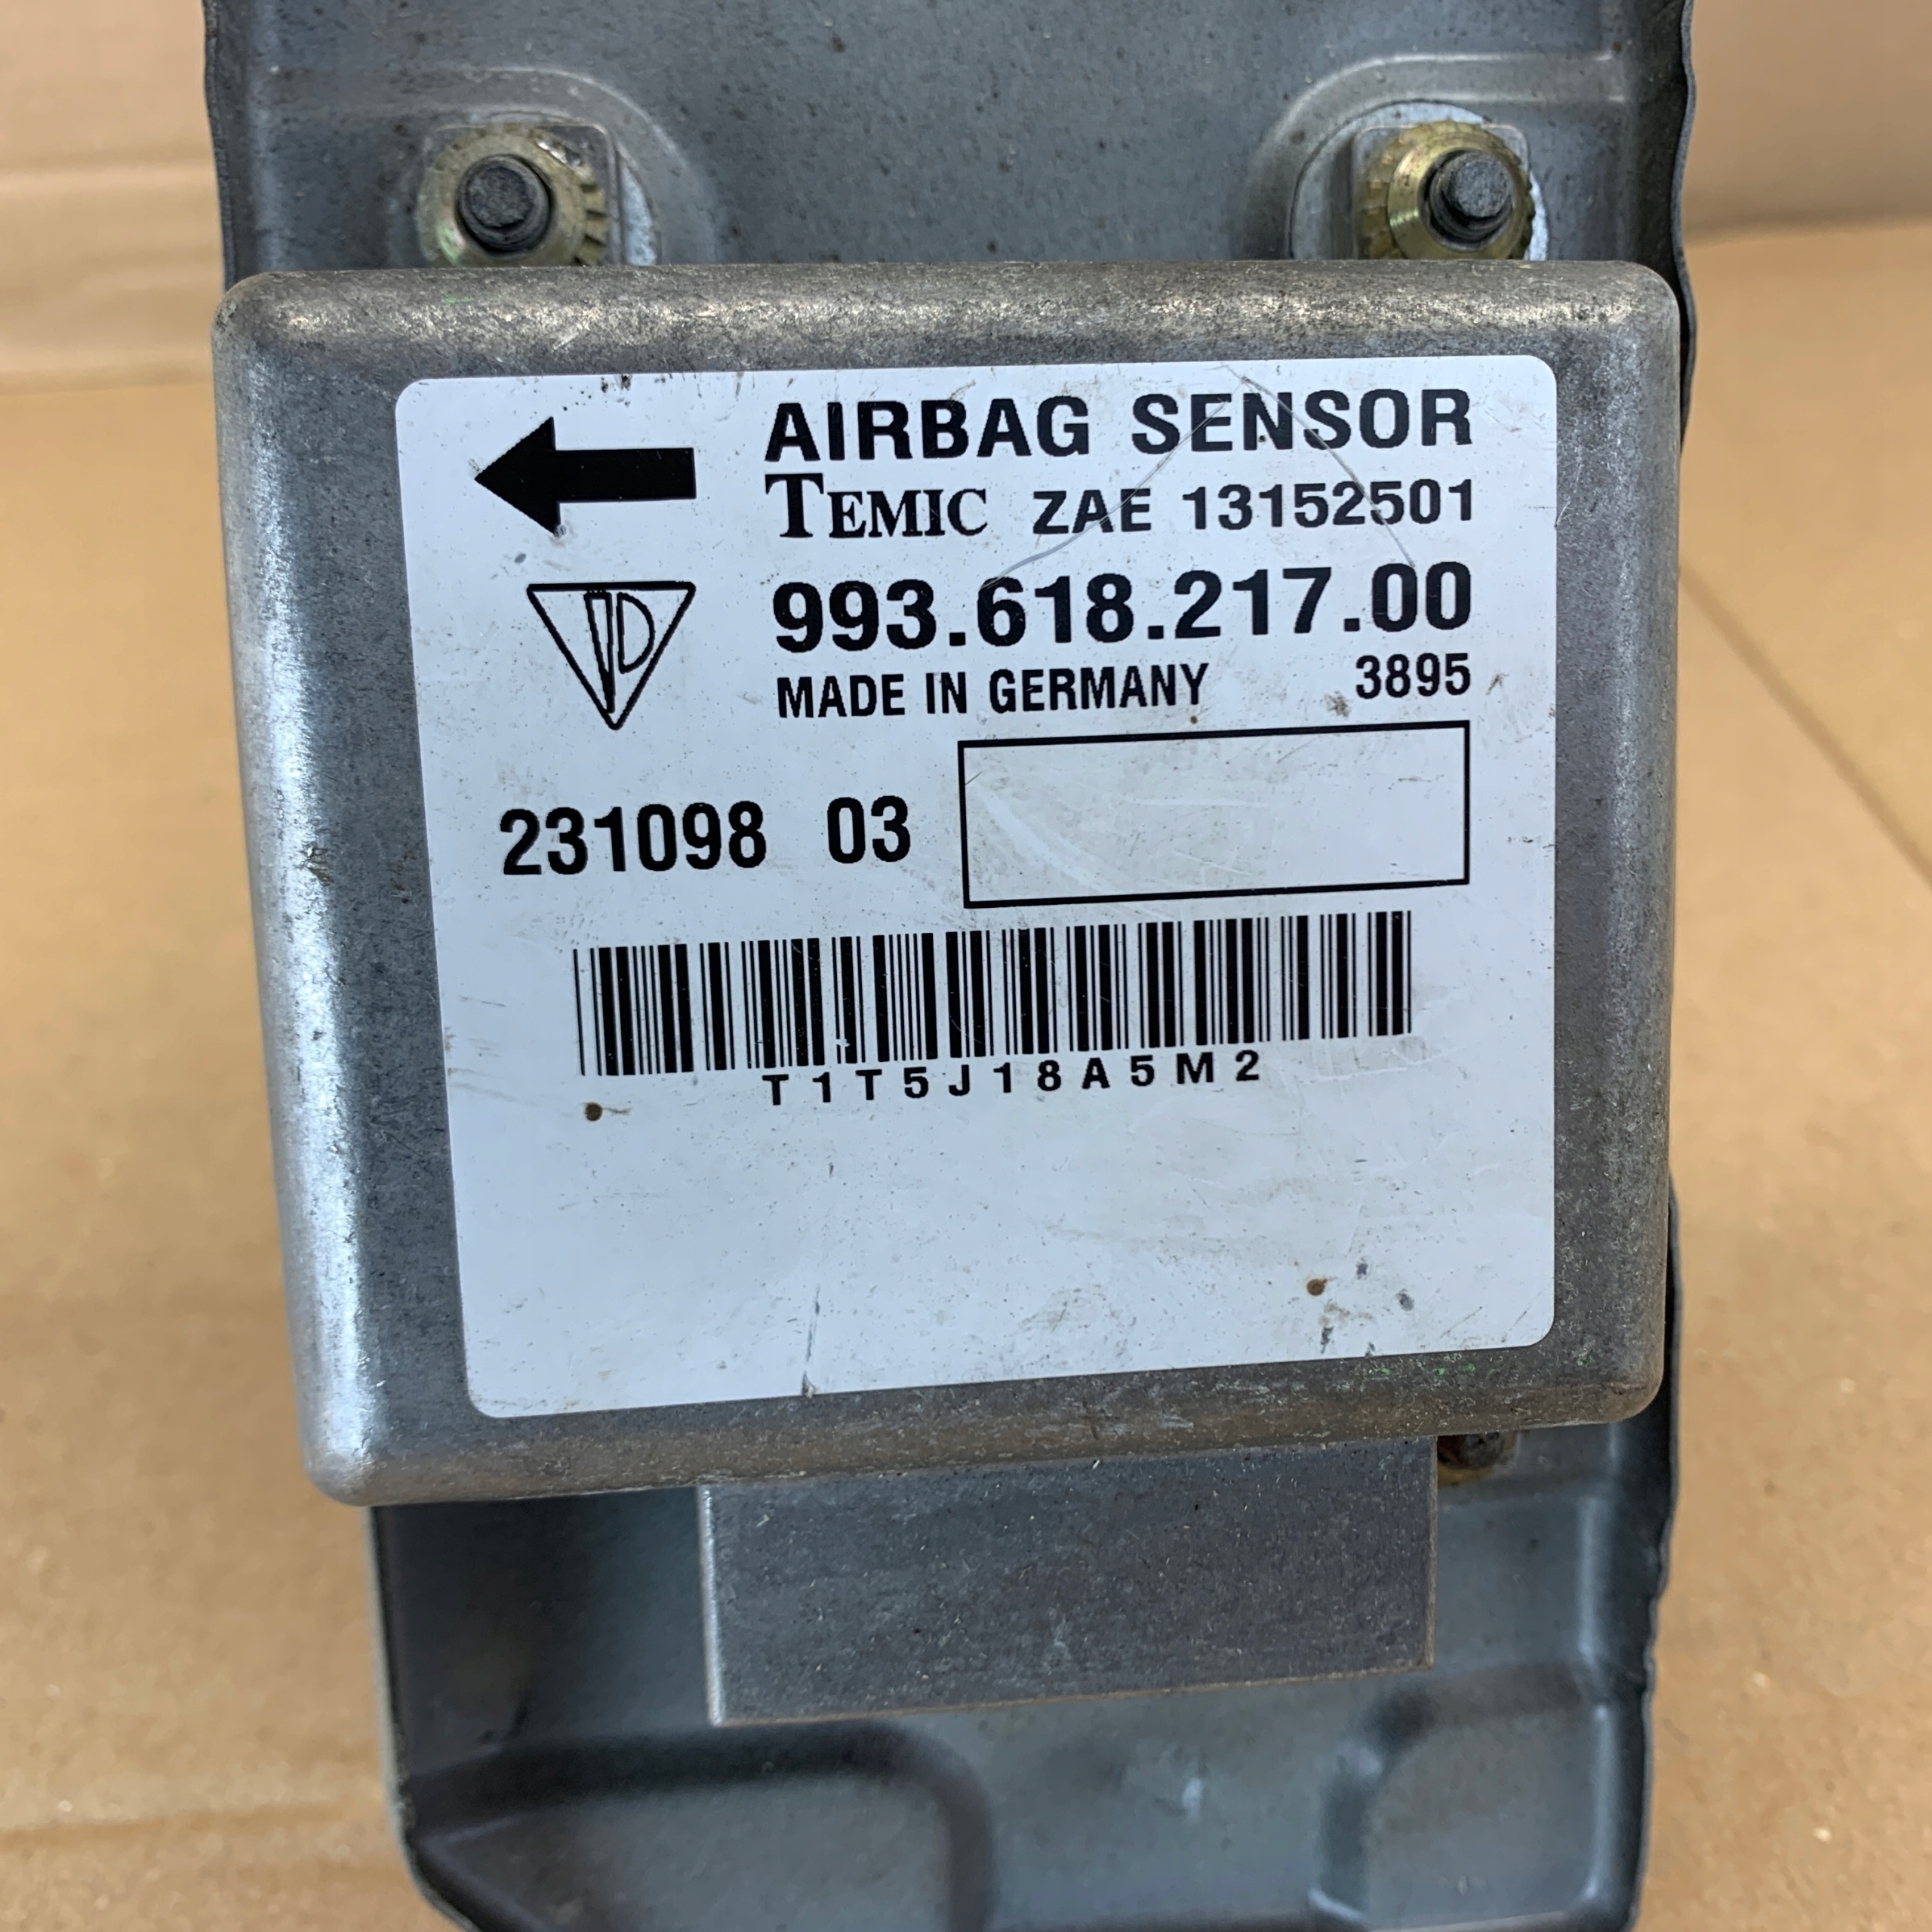 AIRBAG SENSOR
TEMIC ZAE 13152501
993.618.217.00
MADE IN GERMANY 3895
231098 03
T1T5J18A5M2